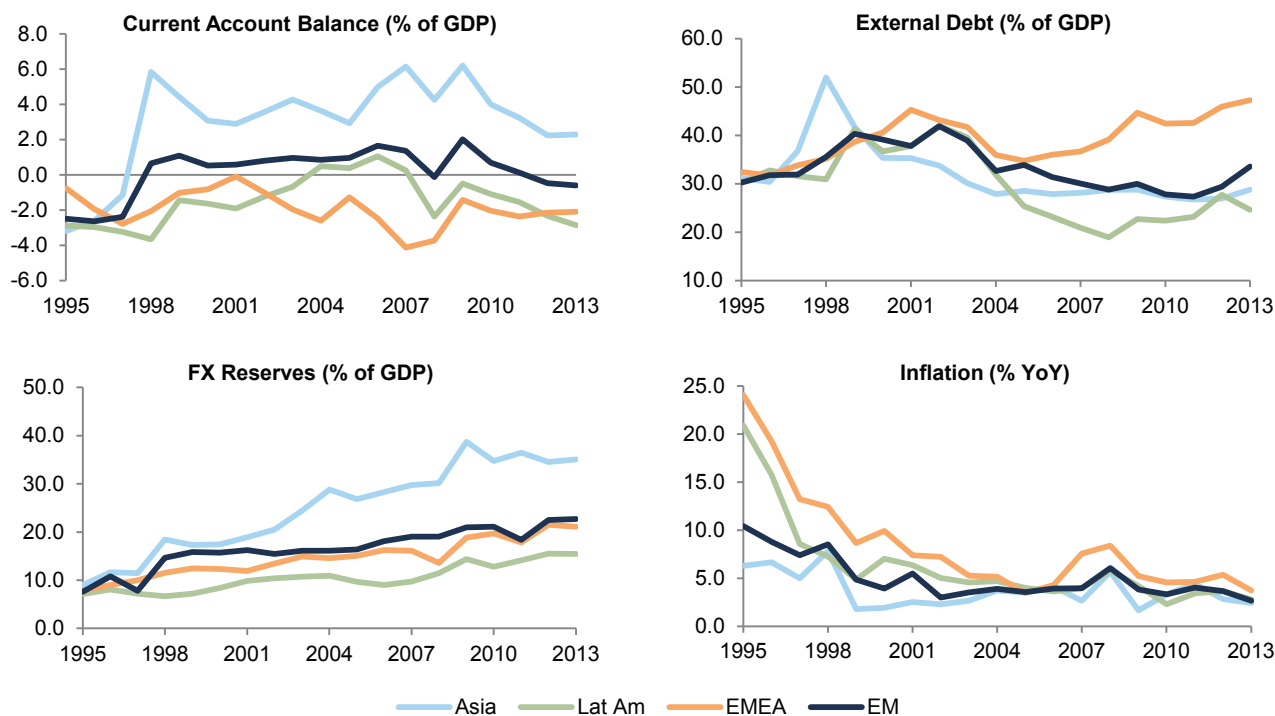 Current Account Balance (% of GDP)
8.0
6.0
4.0
2.0
0.0
-2.0
-4.0
-6.0
1995 1998 2001 2004 2007 2010 2013
External Debt (% of GDP)
60.0
50.0
40.0
30.0
20.0
10.0
1995 1998 2001 2004 2007 2010 2013
FX Reserves (% of GDP)
50.0
40.0
30.0
20.0
10.0
0.0
1995 1998 2001 2004 2007 2010 2013
Inflation (% YoY)
25.0
20.0
15.0
10.0
5.0
0.0
1995 1998 2001 2004 2007 2010 2013
Asia Lat Am EMEA EM